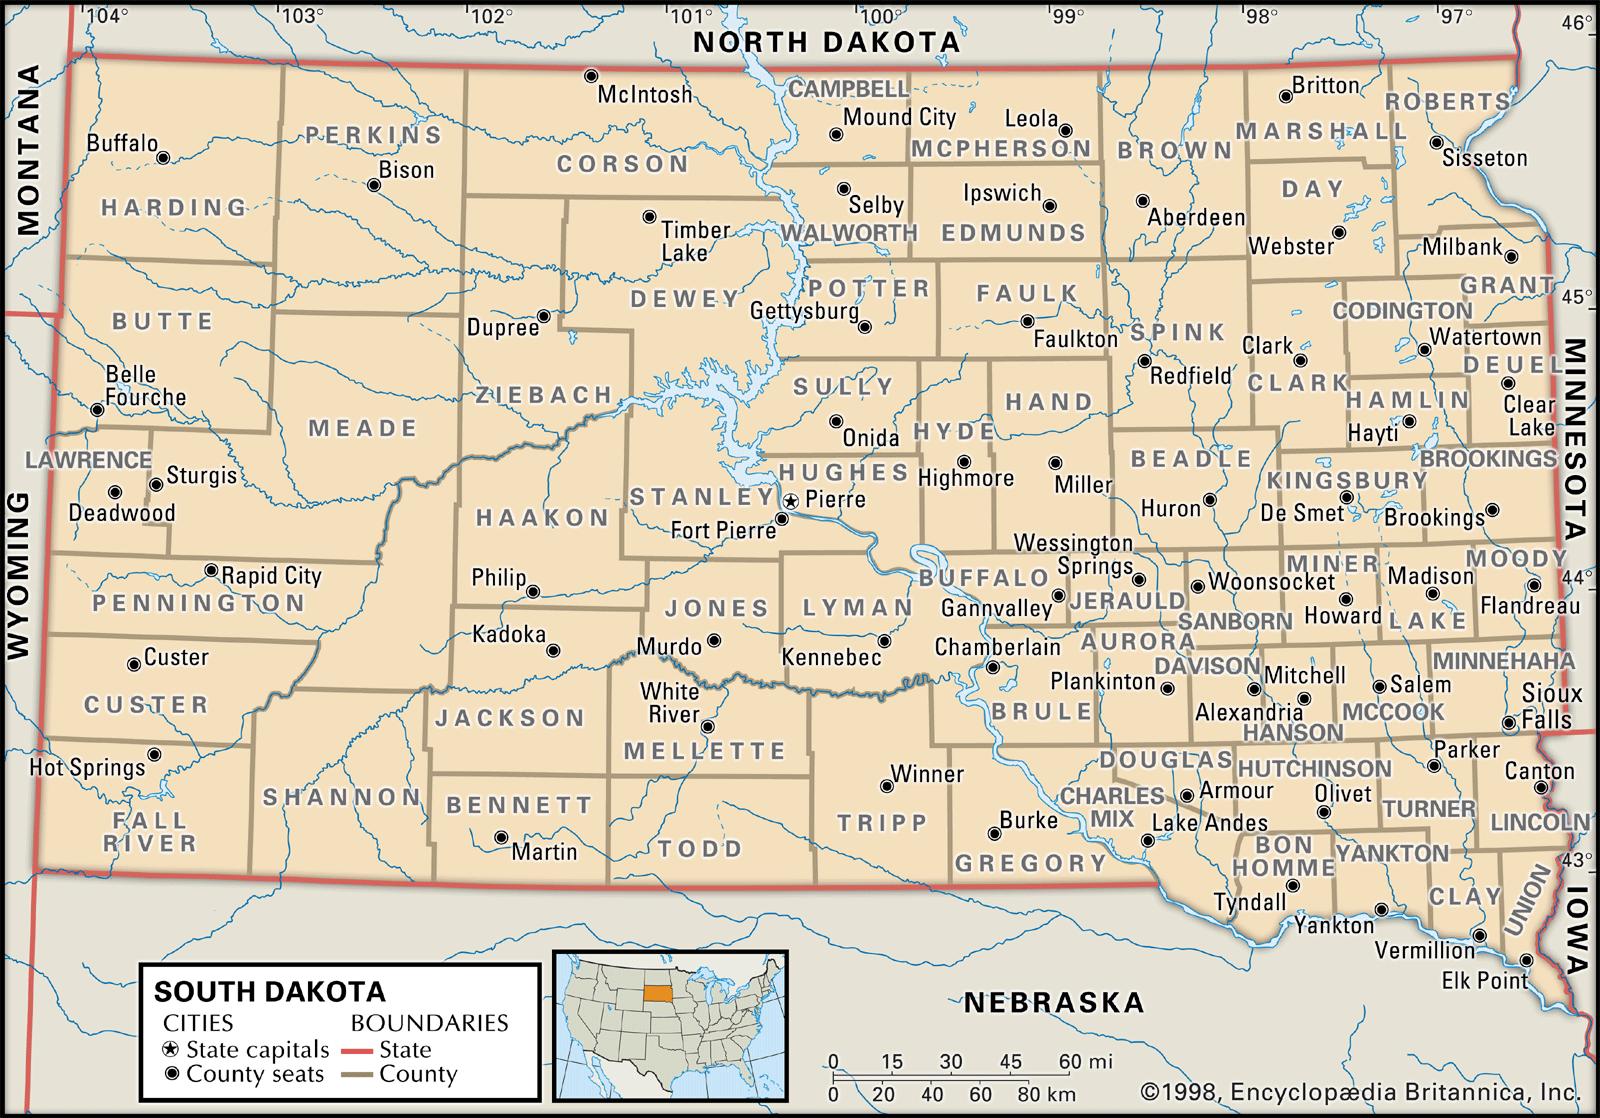 104°
103°
102°
101°
100°
99°
98°
97°
46°
NORTH DAKOTA
MONTANA
McIntosh
CAMPBELL
Mound City
Leola
MCPHERSON
BROWN
Britton
MARSHALL
ROBERTS
Sisseton
Buffalo
PERKINS
Bison
CORSON
HARDING
Selby
WALWORTH
Ipswich
EDMUNDS
Aberdeen
DAY
Webster
Milbank
GRANT
Timber
Lake
DEWEY
POTTER
Gettysburg
FAULK
Faulkton
SPINK
Redfield
CODINGTON
Watertown
45°
BUTTE
Dupree
Clark
CLARK
DEUEL
Clear
Lake
HAMLIN
Hayti
MINNESOTA
Belle
Fourche
MEADE
ZIEBACH
SULLY
Onida
HYDE
Highmore
HAND
Miller
LAWRENCE
Sturgis
Deadwood
HAAKON
STANLEY
HUGHES
Pierre
Fort Pierre
BEADLE
Huron
KINGSBURY
De Smet
BROOKINGS
Brookings
WYOMING
Rapid City
PENNINGTON
Philip
JONES
LYMAN
BUFFALO
Gannvalley
Wessington
Springs
JERAULD
Woonsocket
SANBORN
MINER
Howard
Madison
LAKE
MOODY
44°
Flandreau
Custer
CUSTER
Kadoka
Murdo
Kennebec
Chamberlain
AURORA
Plankinton
DAVISON
Mitchell
Alexandria
HANSON
Salem
MCCOOK
MINNEHAHA
Sioux
Falls
JACKSON
White
River
MELLETTE
BRULE
Hot Springs
FALL
RIVER
SHANNON
BENNETT
Martin
TODD
Winner
TRIPP
Burke
GREGORY
DOUGLAS
Armour
CHARLES
MIX
Lake Andes
HUTCHINSON
Olivet
Parker
TURNER
Canton
LINCOLN
BON
HOMME
Tyndall
YANKTON
Yankton
CLAY
Vermillion
UNION
Elk Point
43°
IOWA
NEBRASKA
SOUTH DAKOTA
CITIES
State capitals
County seats
BOUNDARIES
State
County
0 15 30 45 60 mi
0 20 40 60 80 km
©1998, Encyclopædia Britannica, Inc.